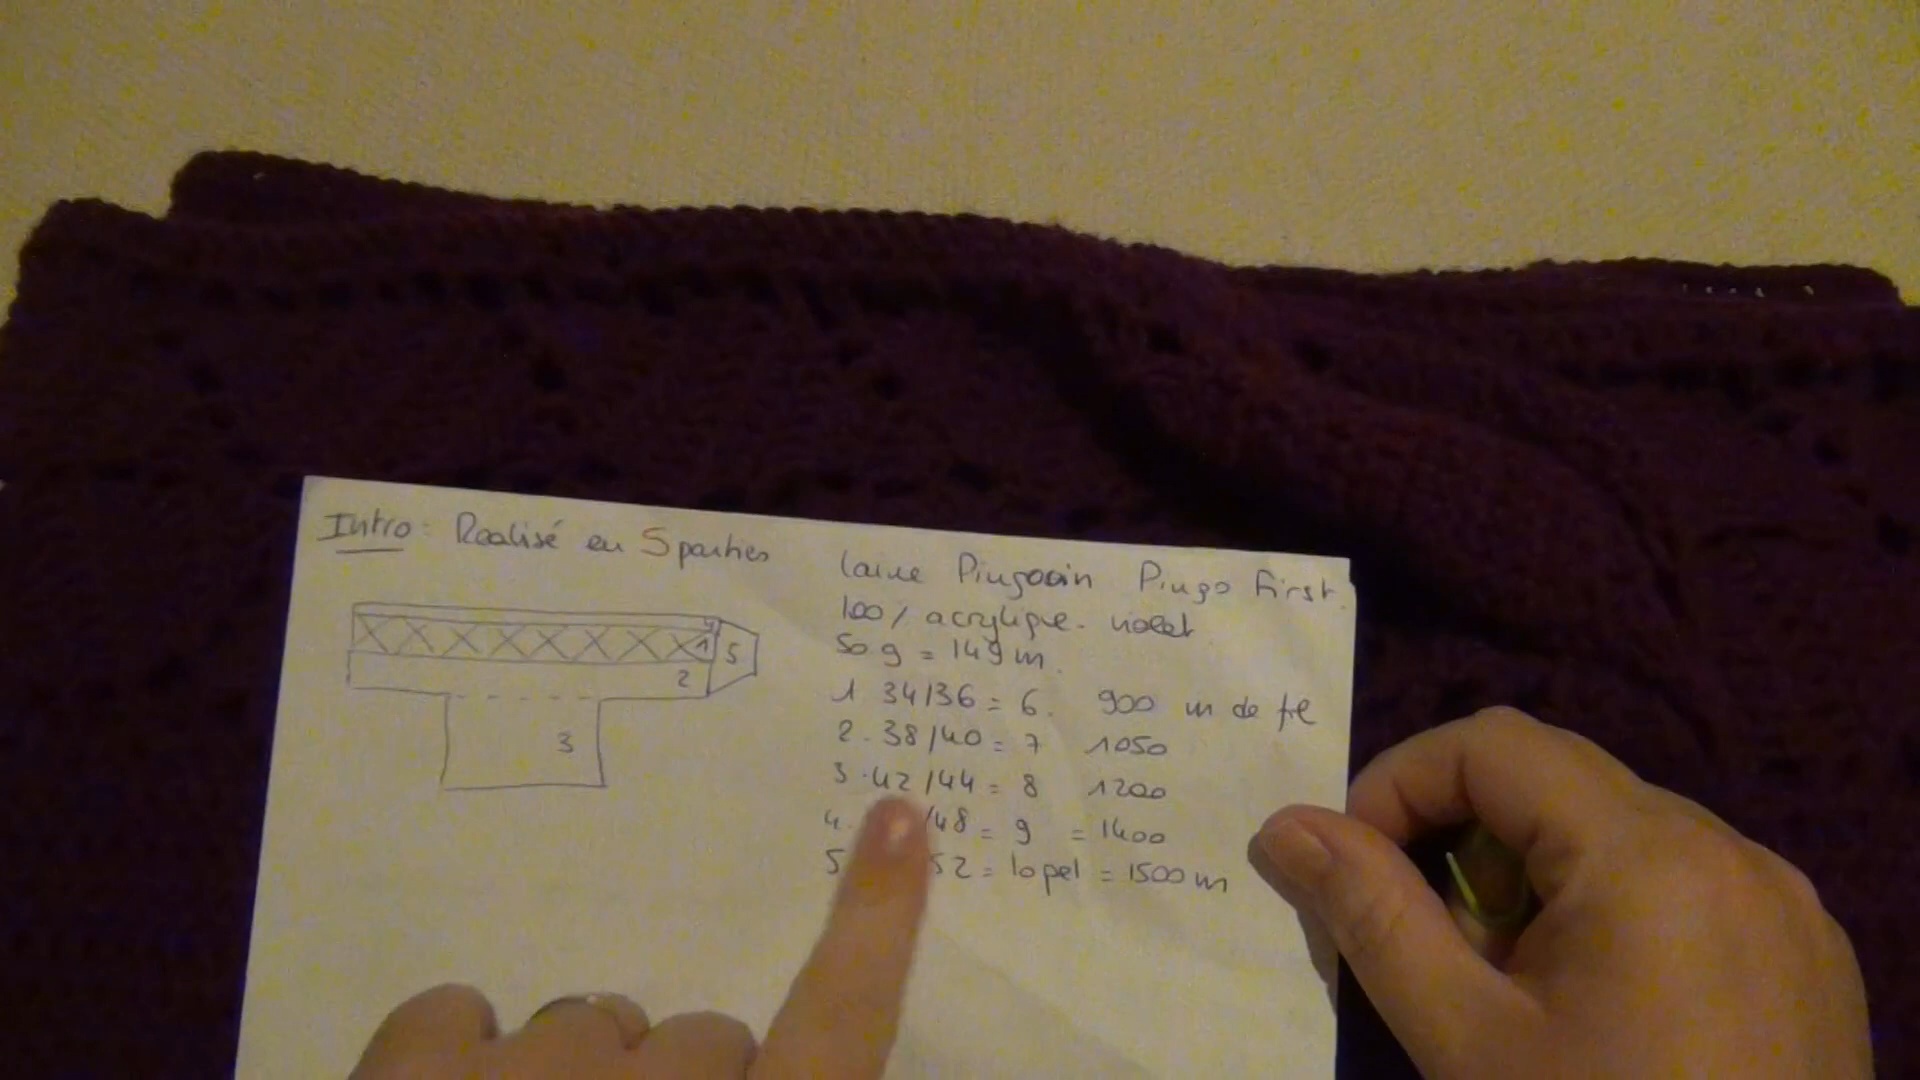 Intro : Realisé en 5 parties
4
1
5
2
3
laine Pingouin Pingo First.
100% acrylique. violet
50 g = 149 m.
1 34/36 = 6. 900 m de fil
2. 38/40 = 7 1050
3. 42/44 = 8 1200
4. /48 = 9 = 1400
5 52 = 10 pel = 1500 m